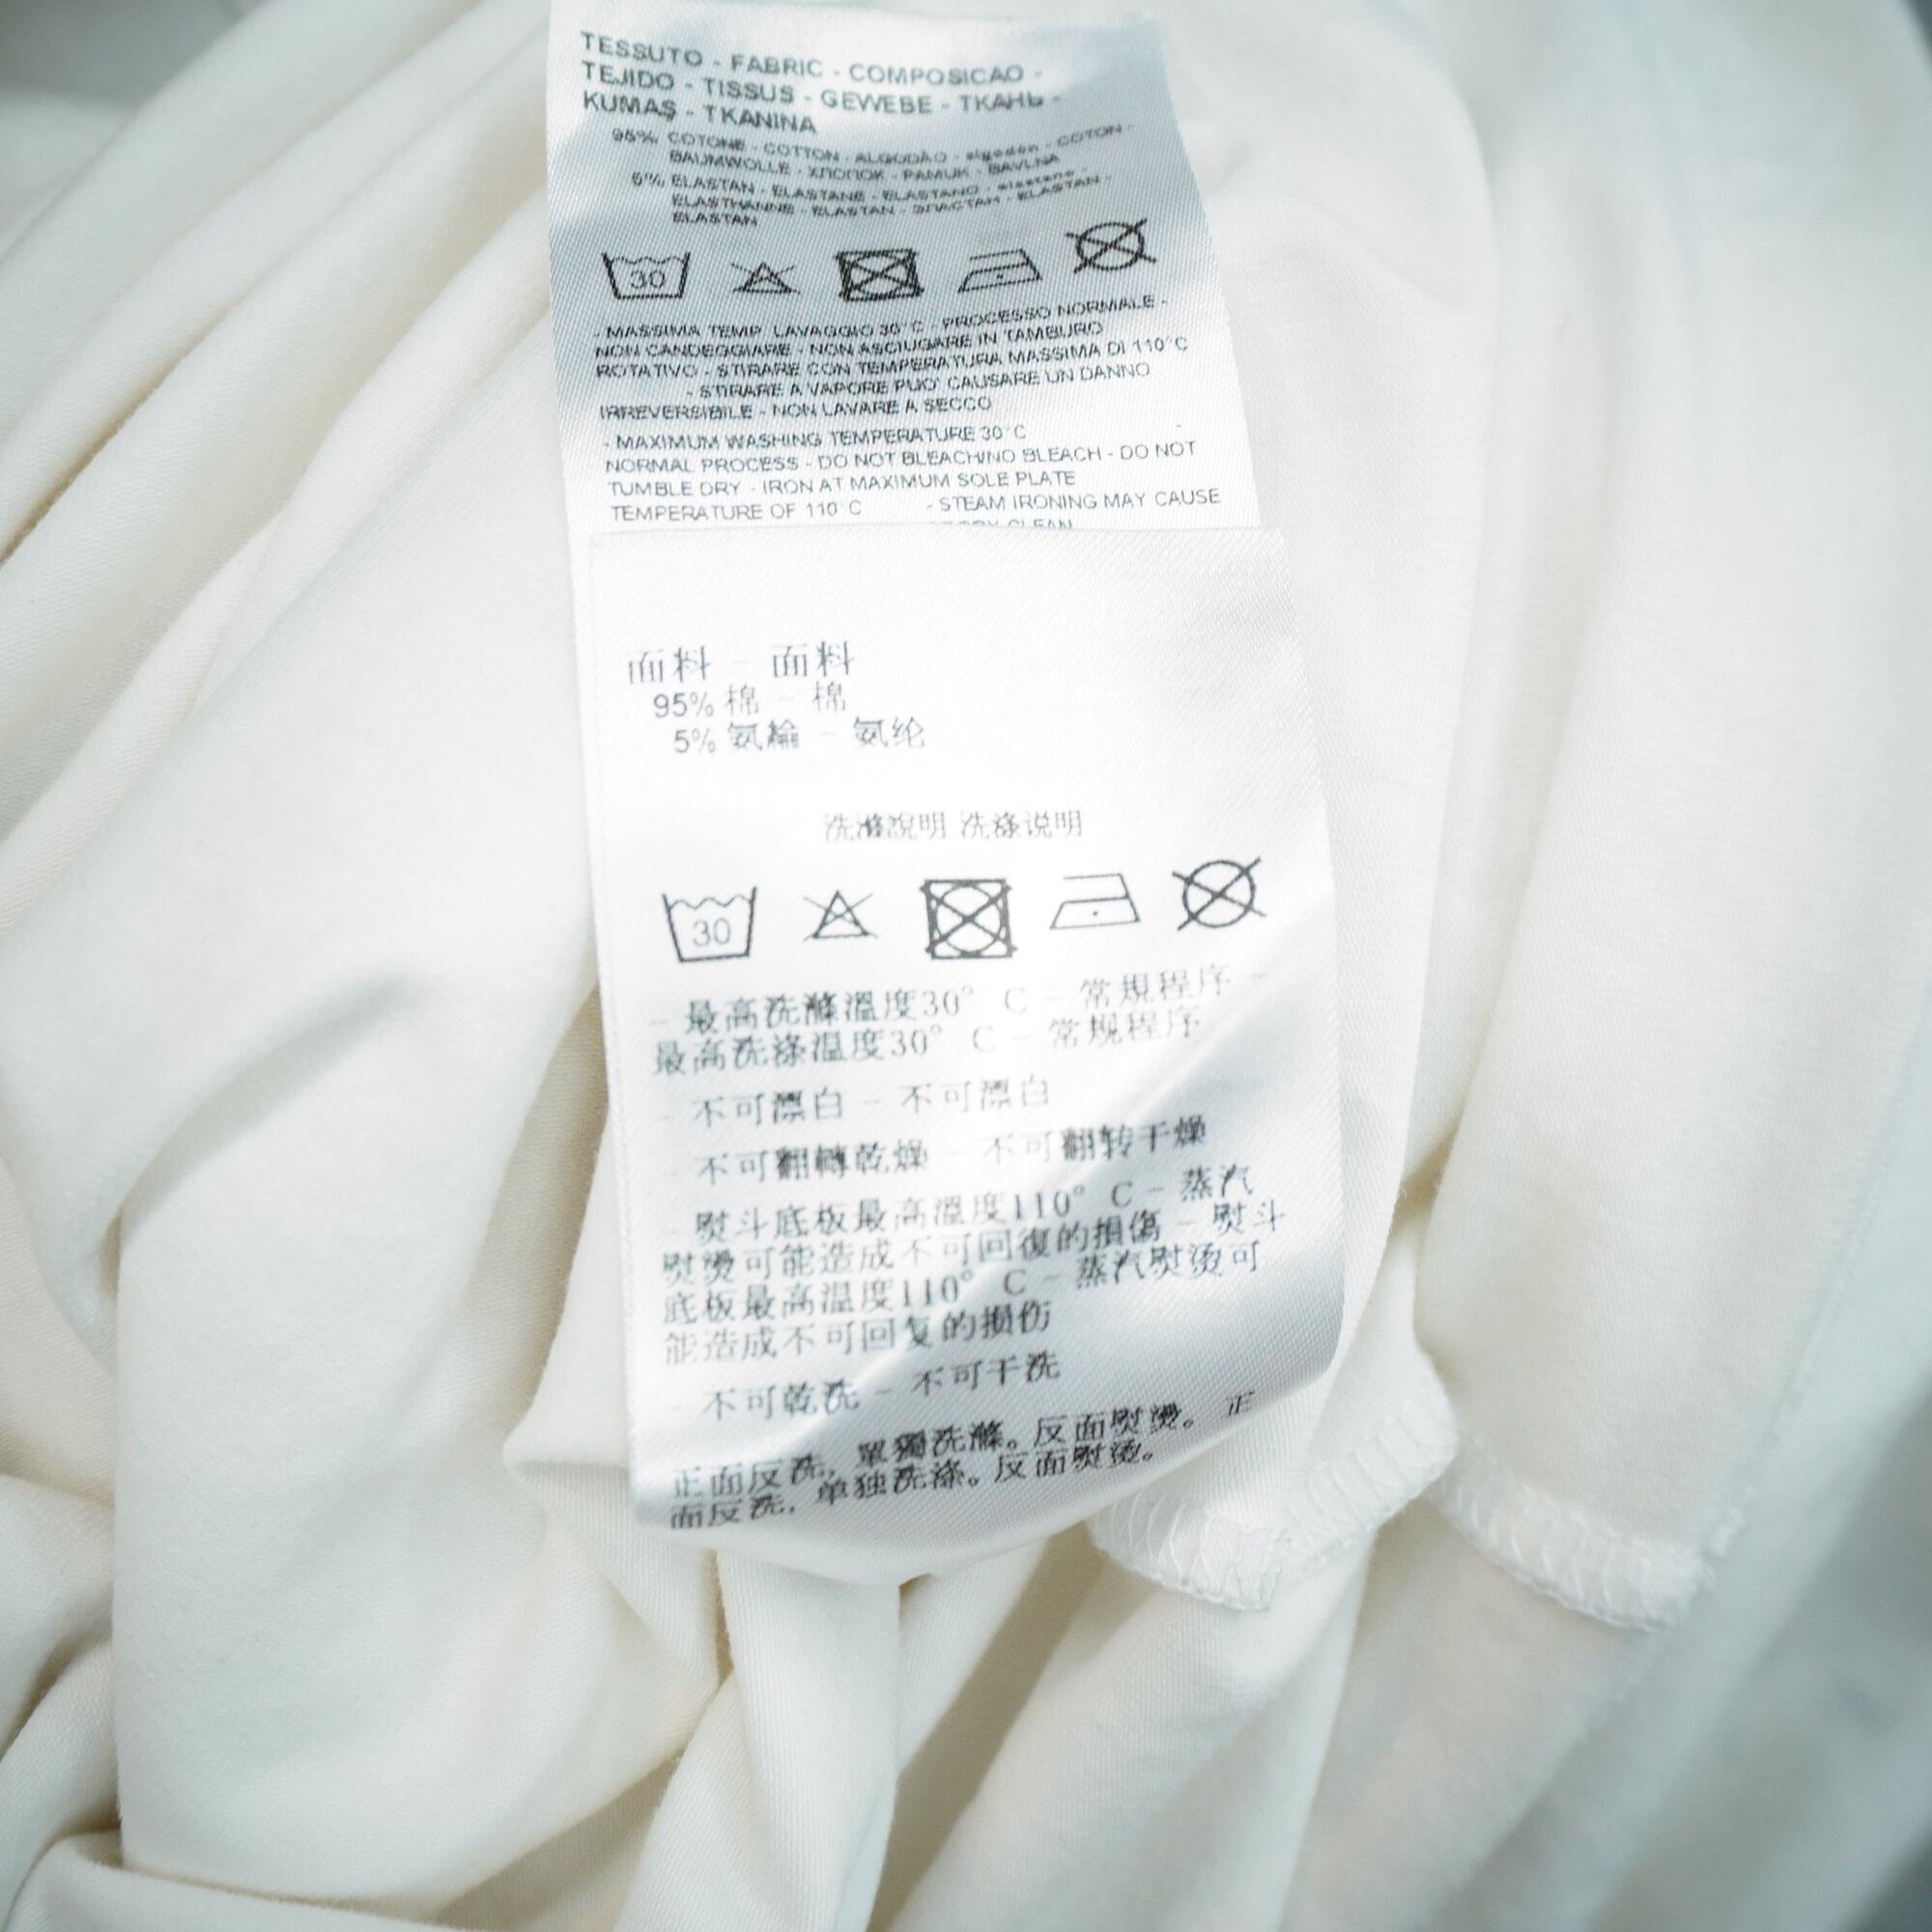 TESSUTO - FABRIC - COMPOSICAO -
TEJIDO - TISSUS - GEWEBE - ТКАНЬ -
KUMAŞ - TKANINA
95% COTONE - COTTON - ALGODÃO - algodón - COTON -
BAUMWOLLE - ХЛОПОК - PAMUK - BAVLNA
5% ELASTAN - ELASTANE - ELASTANO - elastano -
ELASTHANNE - ELASTAN - ЭЛАСТАН - ELASTAN -
ELASTAN
30
- MASSIMA TEMP. LAVAGGIO 30°C - PROCESSO NORMALE -
NON CANDEGGIARE - NON ASCIUGARE IN TAMBURO
ROTATIVO - STIRARE CON TEMPERATURA MASSIMA DI 110°C
- STIRARE A VAPORE PUO' CAUSARE UN DANNO
IRREVERSIBILE - NON LAVARE A SECCO
- MAXIMUM WASHING TEMPERATURE 30°C -
NORMAL PROCESS - DO NOT BLEACH/NO BLEACH - DO NOT
TUMBLE DRY - IRON AT MAXIMUM SOLE PLATE
TEMPERATURE OF 110°C - STEAM IRONING MAY CAUSE
DRY CLEAN
面料 - 面料
95% 棉 - 棉
5% 氨綸 - 氨纶
洗滌說明 洗涤说明
30
- 最高洗滌溫度30° C - 常規程序 -
最高洗涤温度30° C - 常规程序
- 不可漂白 - 不可漂白
- 不可翻轉乾燥 - 不可翻转干燥
- 熨斗底板最高溫度110° C - 蒸汽
熨燙可能造成不可回復的損傷 - 熨斗
底板最高温度110° C - 蒸汽熨烫可
能造成不可回复的损伤
- 不可乾洗 - 不可干洗
正面反洗, 單獨洗滌。反面熨燙。 正
面反洗, 单独洗涤。反面熨烫。